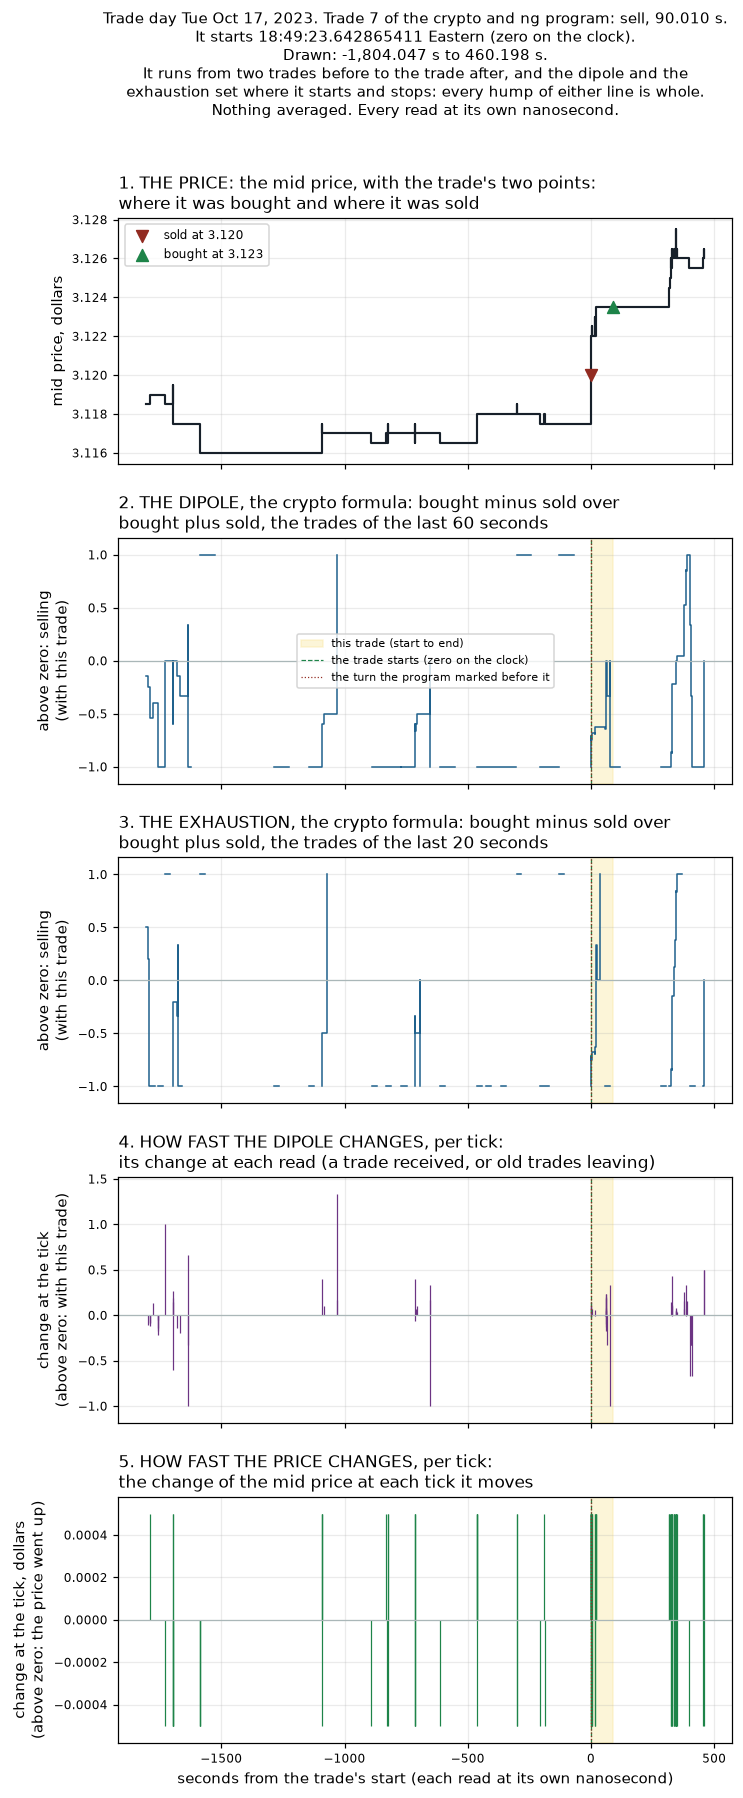 Trade day Tue Oct 17, 2023. Trade 7 of the crypto and ng program: sell, 90.010 s.
It starts 18:49:23.642865411 Eastern (zero on the clock).
Drawn: -1,804.047 s to 460.198 s.
It runs from two trades before to the trade after, and the dipole and the
exhaustion set where it starts and stops: every hump of either line is whole.
Nothing averaged. Every read at its own nanosecond.
1. THE PRICE: the mid price, with the trade's two points:
where it was bought and where it was sold
3.128
3.126
3.124
3.122
3.120
3.118
3.116
mid price, dollars
sold at 3.120
bought at 3.123
2. THE DIPOLE, the crypto formula: bought minus sold over
bought plus sold, the trades of the last 60 seconds
1.0
0.5
0.0
−0.5
−1.0
above zero: selling
(with this trade)
this trade (start to end)
the trade starts (zero on the clock)
the turn the program marked before it
3. THE EXHAUSTION, the crypto formula: bought minus sold over
bought plus sold, the trades of the last 20 seconds
1.0
0.5
0.0
−0.5
−1.0
above zero: selling
(with this trade)
4. HOW FAST THE DIPOLE CHANGES, per tick:
its change at each read (a trade received, or old trades leaving)
1.5
1.0
0.5
0.0
−0.5
−1.0
change at the tick
(above zero: with this trade)
5. HOW FAST THE PRICE CHANGES, per tick:
the change of the mid price at each tick it moves
0.0004
0.0002
0.0000
−0.0002
−0.0004
change at the tick, dollars
(above zero: the price went up)
−1500
−1000
−500
0
500
seconds from the trade's start (each read at its own nanosecond)